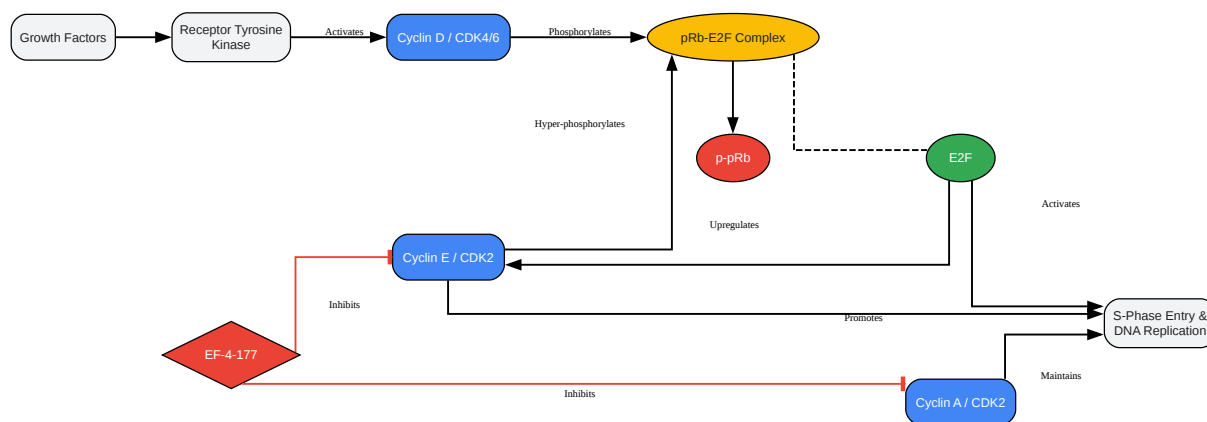 Growth Factors
Receptor Tyrosine
Kinase
Activates
Cyclin D / CDK4/6
Phosphorylates
pRb-E2F Complex
Hyper-phosphorylates
p-pRb
E2F
Activates
Upregulates
Cyclin E / CDK2
Inhibits
Promotes
S-Phase Entry &
DNA Replication
EF-4-177
Inhibits
Maintains
Cyclin A / CDK2